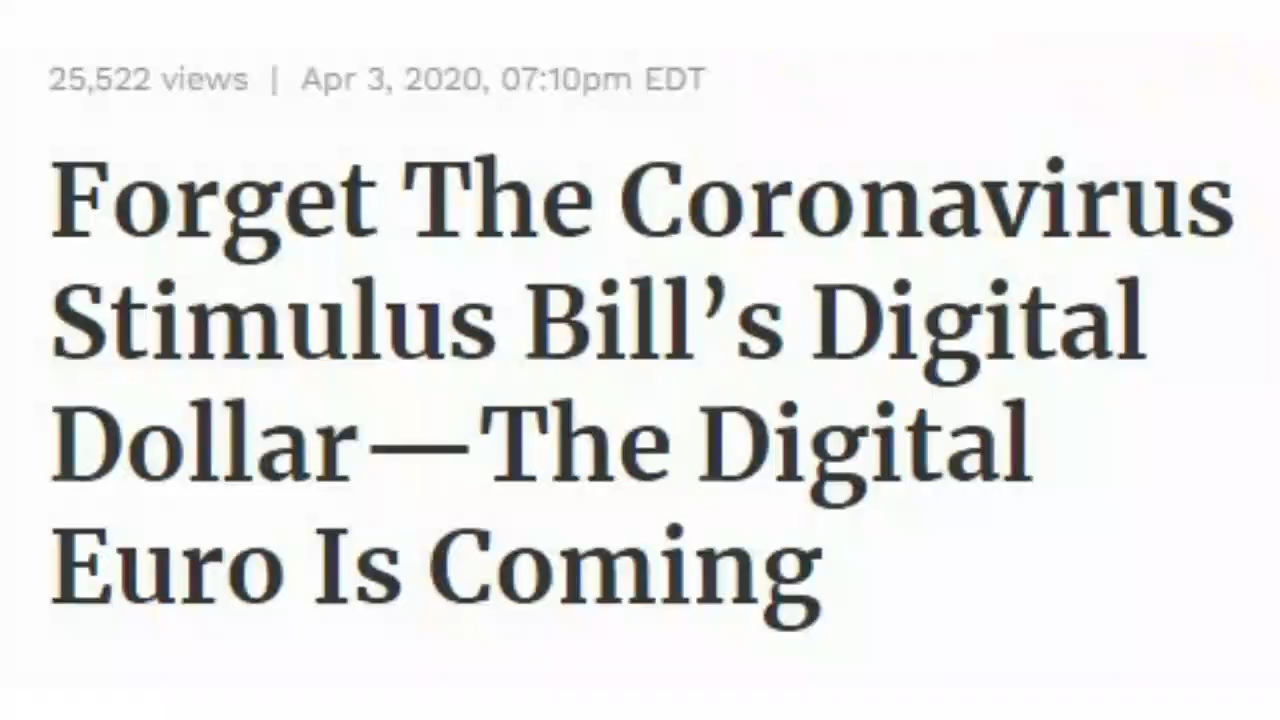 25,522 views | Apr 3, 2020, 07:10pm EDT
Forget The Coronavirus
Stimulus Bill’s Digital
Dollar—The Digital
Euro Is Coming